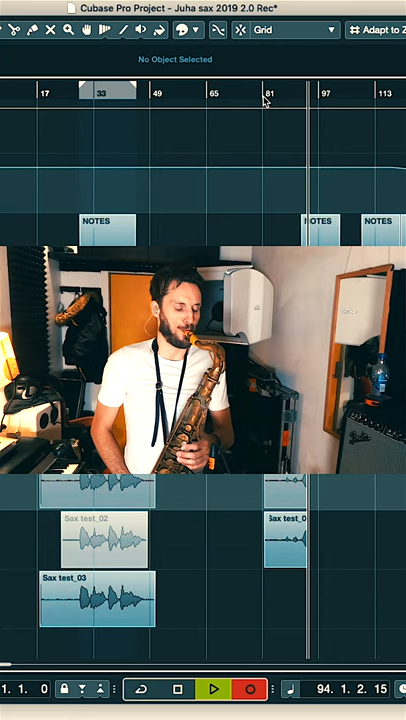 Cubase Pro Project - Juha sax 2019 2.0 Rec*
Grid
Adapt to Z
No Object Selected
17 33 49 65 81 97 113
NOTES NOTES NOTES
Sax test_02 Sax test_0
Sax test_03
1. 1. 0 94. 1. 2. 15